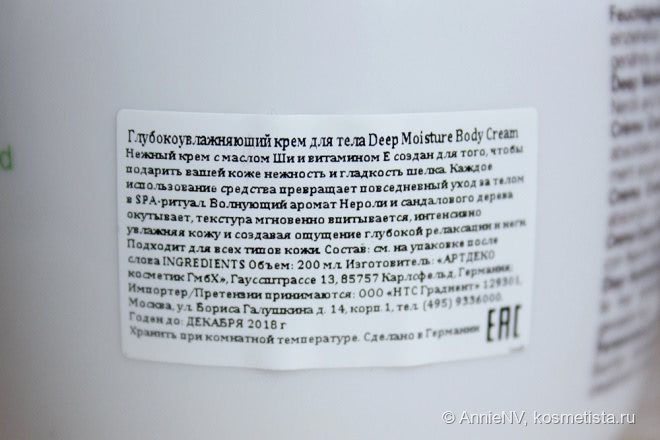 Глубокоувлажняющий крем для тела Deep Moisture Body Cream
Нежный крем с маслом Ши и витамином Е создан для того, чтобы
подарить вашей коже нежность и гладкость шелка. Каждое
использование средства превращает повседневный уход за телом
в SPA-ритуал. Волнующий аромат Нероли и сандалового дерева
окутывает, текстура мгновенно впитывается, интенсивно
увлажняя кожу и создавая ощущение глубокой релаксации и неги.
Подходит для всех типов кожи. Состав: см. на упаковке после
слова INGREDIENTS Объем: 200 мл. Изготовитель: «АРТДЕКО
косметик ГмбХ», Гауссштрассе 13, 85757 Карлсфельд, Германия.
Импортер/Претензии принимаются: ООО «НТС Градиент» 129301,
Москва, ул. Бориса Галушкина д. 14, корп 1, тел. (495) 9336000.
Годен до: ДЕКАБРЯ 2018 г
Хранить при комнатной температуре. Сделано в Германии
EAC
d
Deep
Crème
© AnnieNV, kosmetista.ru